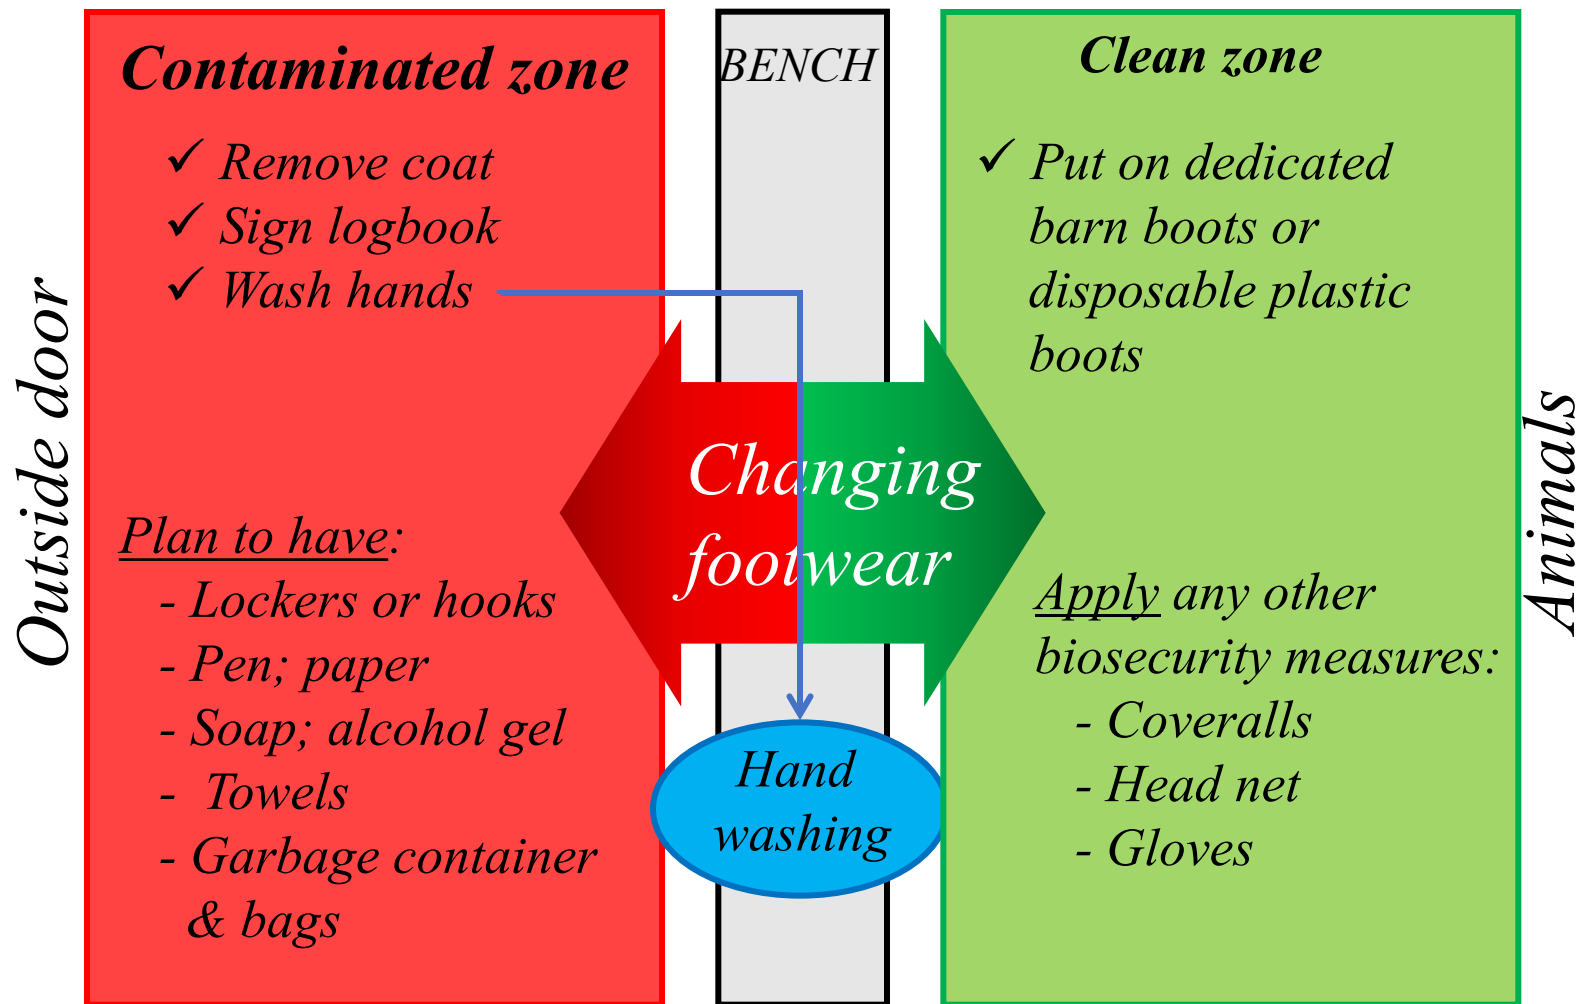 Outside door
Contaminated zone
✓ Remove coat
✓ Sign logbook
✓ Wash hands
Plan to have:
- Lockers or hooks
- Pen; paper
- Soap; alcohol gel
- Towels
- Garbage container
& bags
BENCH
Changing
footwear
Hand
washing
Clean zone
✓ Put on dedicated
barn boots or
disposable plastic
boots
Apply any other
biosecurity measures:
- Coveralls
- Head net
- Gloves
Animals